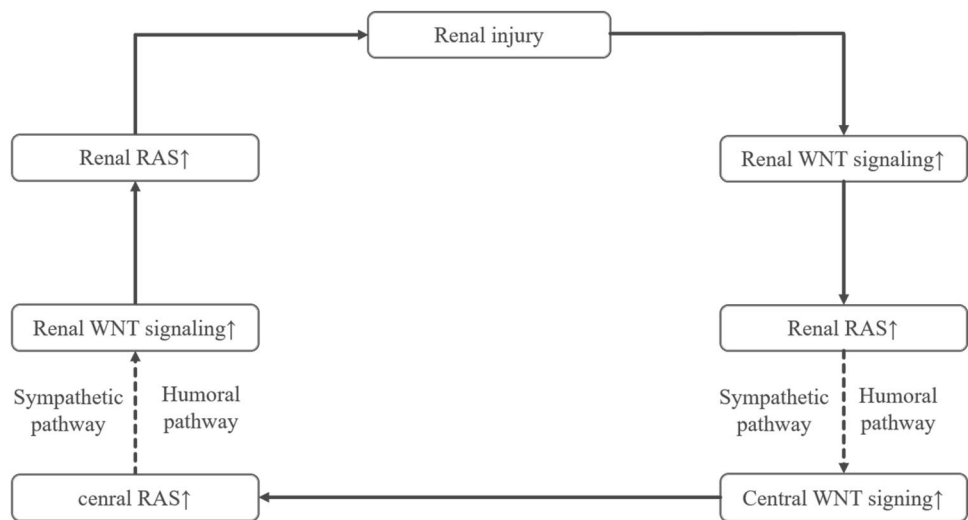 Renal injury
Renal RAS↑
Renal WNT signaling↑
Renal WNT signaling↑
Renal RAS↑
Sympathetic
pathway
Humoral
pathway
Sympathetic
pathway
Humoral
pathway
cenral RAS↑
Central WNT signing↑